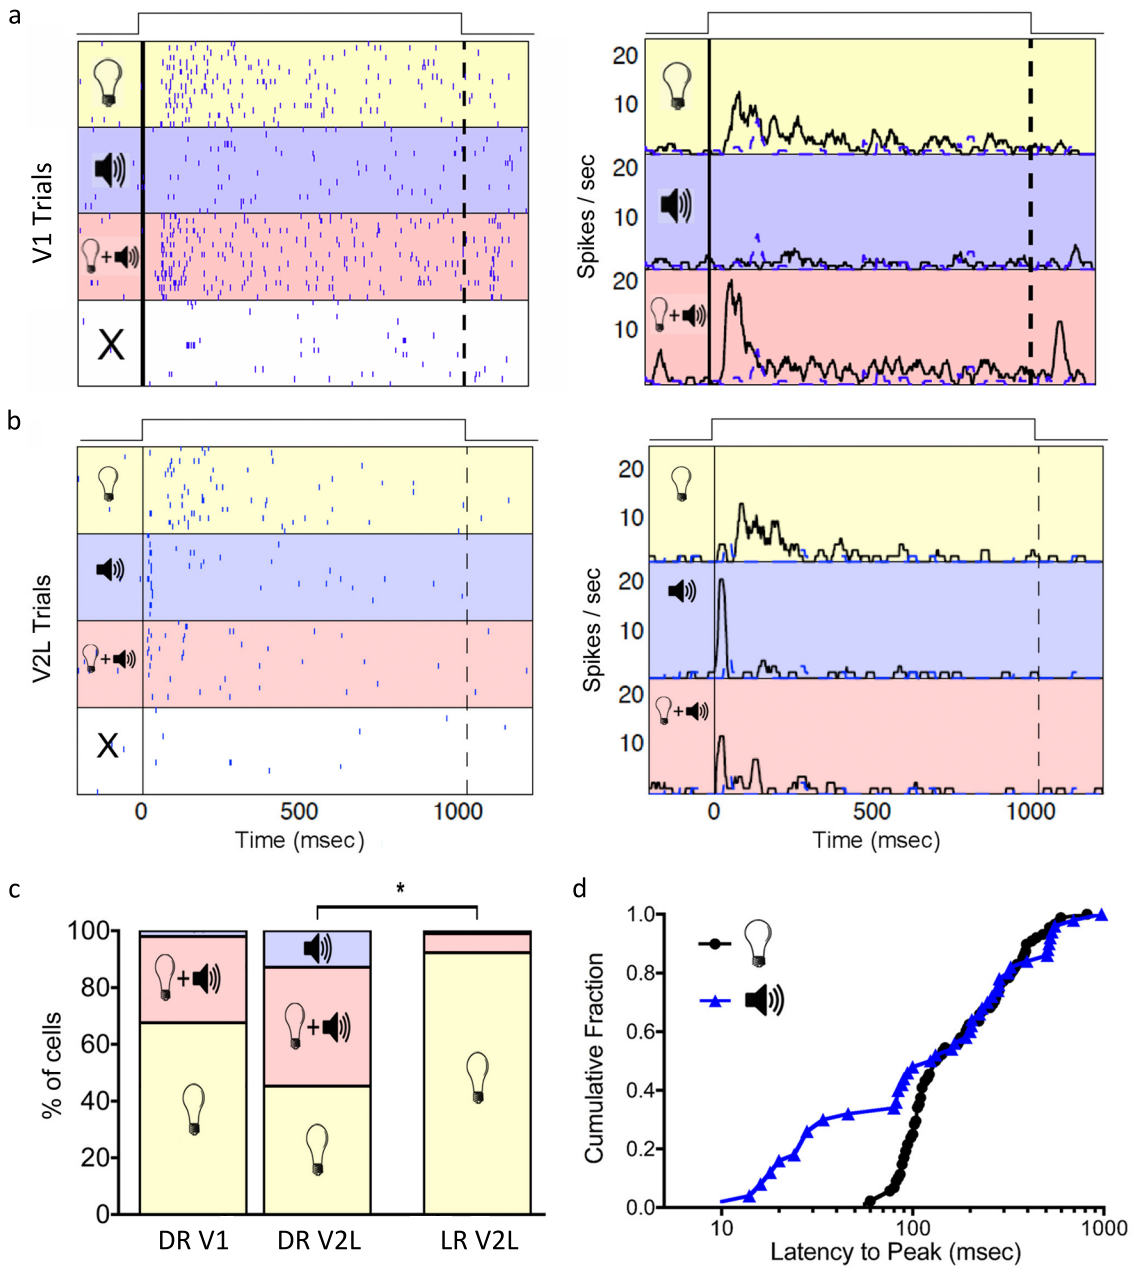 a
V1 Trials
+
X
Spikes / sec
20
10
20
10
20
10
+
b
V2L Trials
+
X
0
500
1000
Time (msec)
Spikes / sec
20
10
20
10
20
10
+
0
500
1000
Time (msec)
c
*
% of cells
100
80
60
40
20
0
+
+
DR V1
DR V2L
LR V2L
d
Cumulative Fraction
1.0
0.8
0.6
0.4
0.2
0.0
10
100
1000
Latency to Peak (msec)